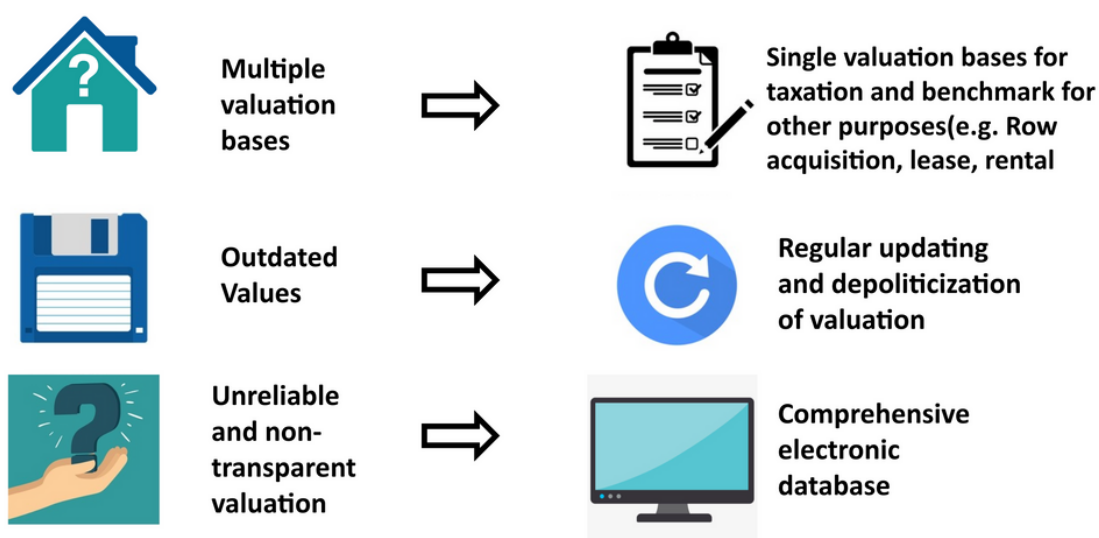 ?
Multiple
valuation
bases
Single valuation bases for
taxation and benchmark for
other purposes(e.g. Row
acquisition, lease, rental
Outdated
Values
Regular updating
and depoliticization
of valuation
?
Unreliable
and non-
transparent
valuation
Comprehensive
electronic
database